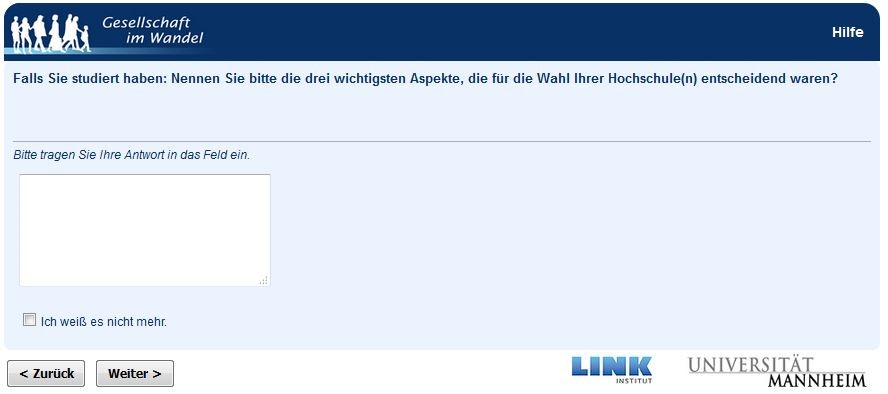 Gesellschaft
im Wandel
Hilfe
Falls Sie studiert haben: Nennen Sie bitte die drei wichtigsten Aspekte, die für die Wahl Ihrer Hochschule(n) entscheidend waren?
Bitte tragen Sie Ihre Antwort in das Feld ein.
Ich weiß es nicht mehr.
< Zurück
Weiter >
LINK
INSTITUT
UNIVERSITÄT
MANNHEIM